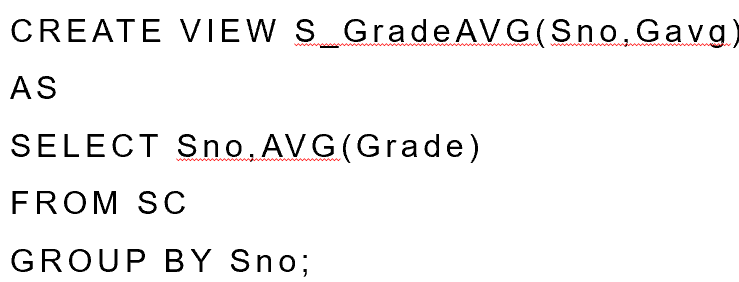 CREATE VIEW S_GradeAVG(Sno,Gavg)
AS
SELECT Sno,AVG(Grade)
FROM SC
GROUP BY Sno;